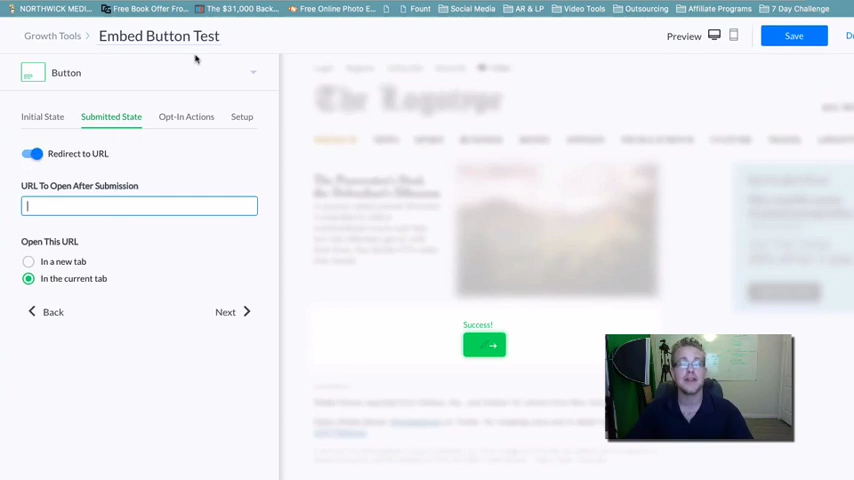 NORTHWICK MEDI... Free Book Offer Fro... The $31,000 Back... Free Online Photo E... Fount Social Media AR & LP Video Tools Outsourcing Affiliate Programs 7 Day Challenge
Growth Tools Embed Button Test Preview Save
Button
Initial State Submitted State Opt-In Actions Setup
Redirect to URL
URL To Open After Submission
Open This URL
In a new tab
In the current tab
Back Next
Success!